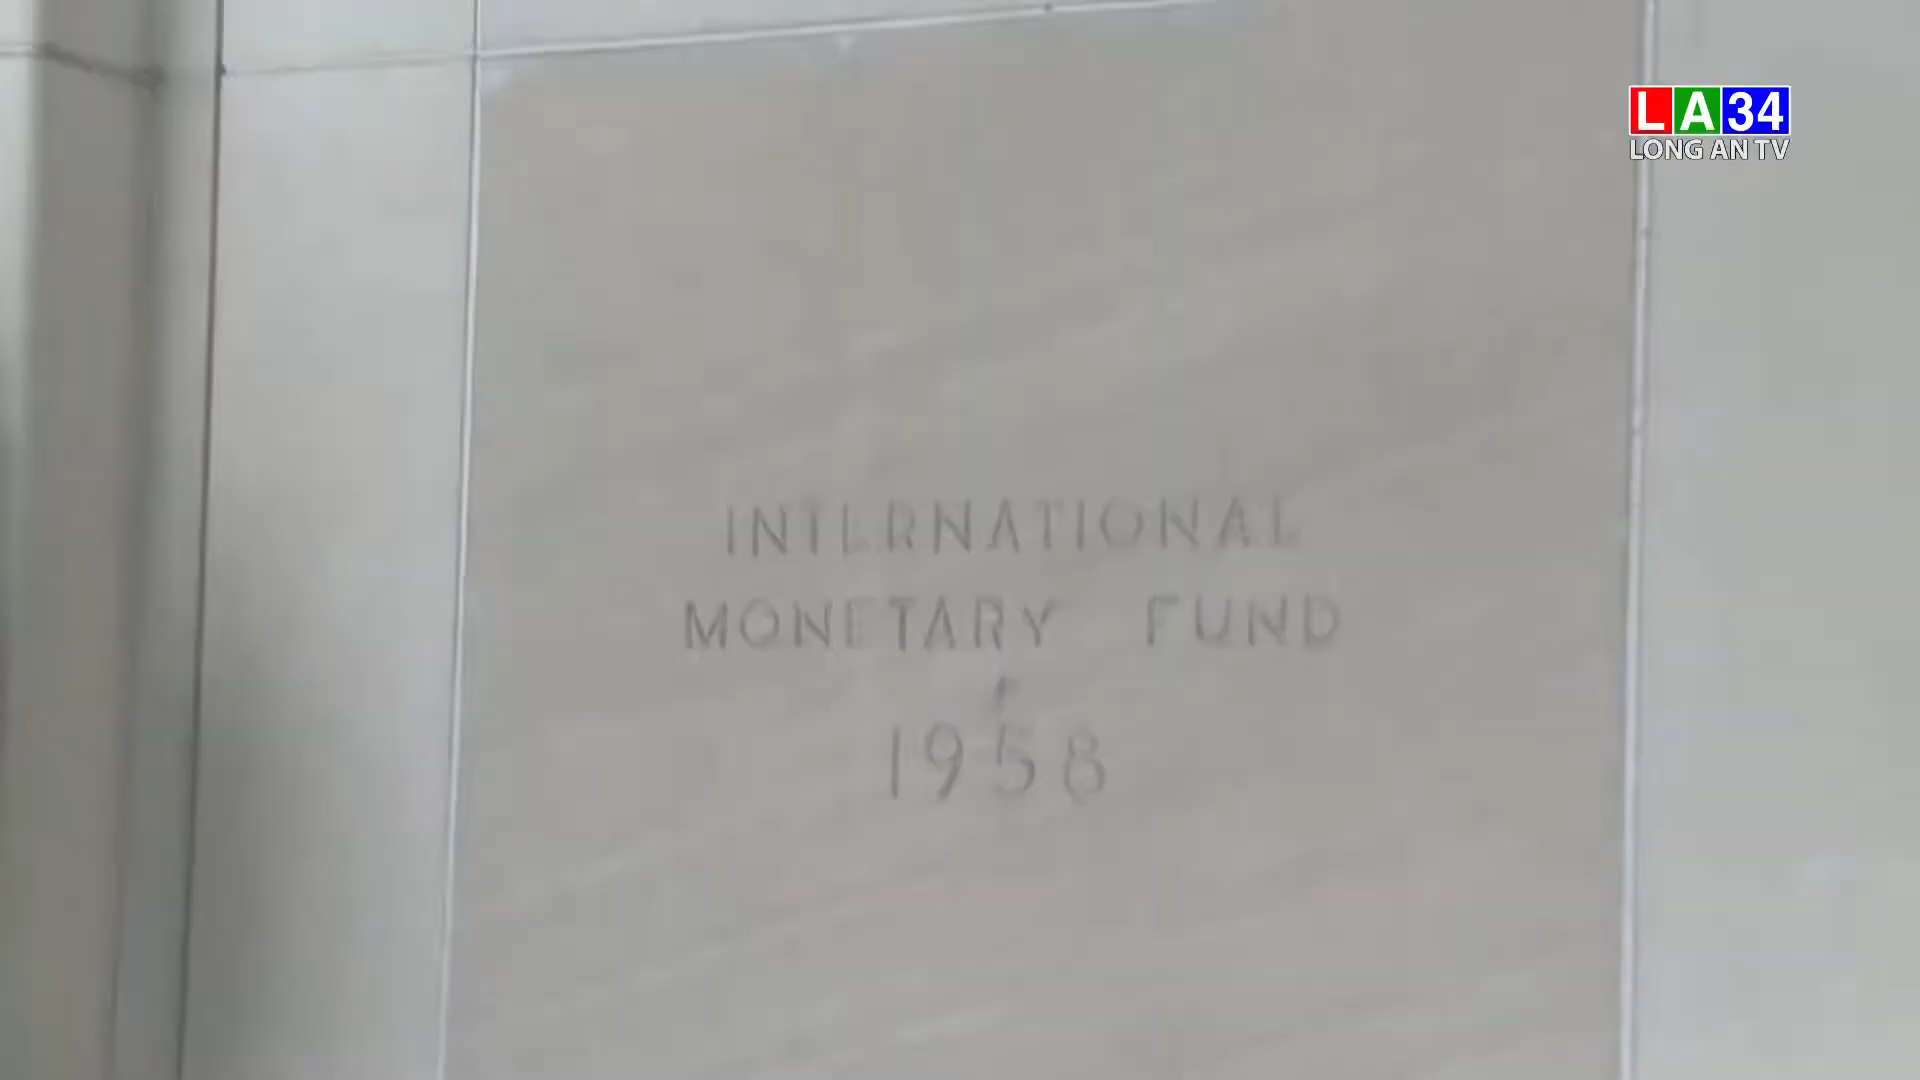 LA34
LONG AN TV
INTERNATIONAL
MONETARY FUND
1958